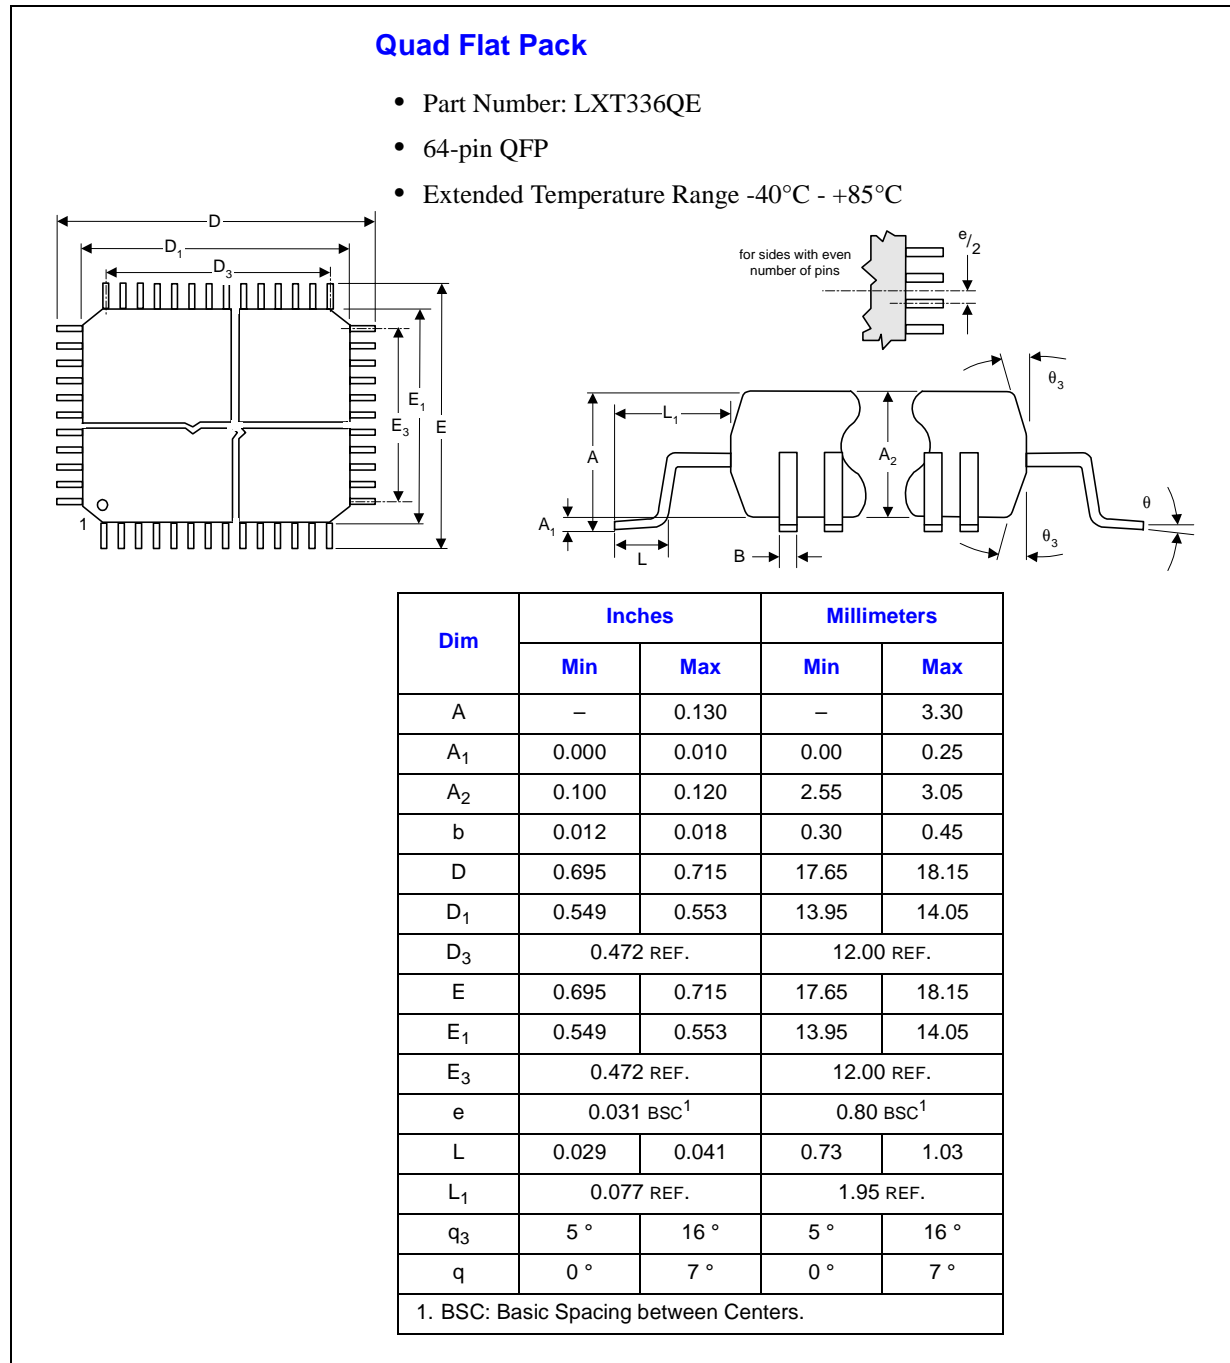 Quad Flat Pack
• Part Number: LXT336QE
• 64-pin QFP
• Extended Temperature Range -40°C - +85°C
D
D1
D3
E1
E3
E
1
for sides with even
number of pins
e/2
θ3
L1
A
A2
A1
L
B
θ
θ3
Dim Inches Millimeters
Min Max Min Max
A – 0.130 – 3.30
A1 0.000 0.010 0.00 0.25
A2 0.100 0.120 2.55 3.05
b 0.012 0.018 0.30 0.45
D 0.695 0.715 17.65 18.15
D1 0.549 0.553 13.95 14.05
D3 0.472 REF. 12.00 REF.
E 0.695 0.715 17.65 18.15
E1 0.549 0.553 13.95 14.05
E3 0.472 REF. 12.00 REF.
e 0.031 BSC1 0.80 BSC1
L 0.029 0.041 0.73 1.03
L1 0.077 REF. 1.95 REF.
q3 5 ° 16 ° 5 ° 16 °
q 0 ° 7 ° 0 ° 7 °
1. BSC: Basic Spacing between Centers.